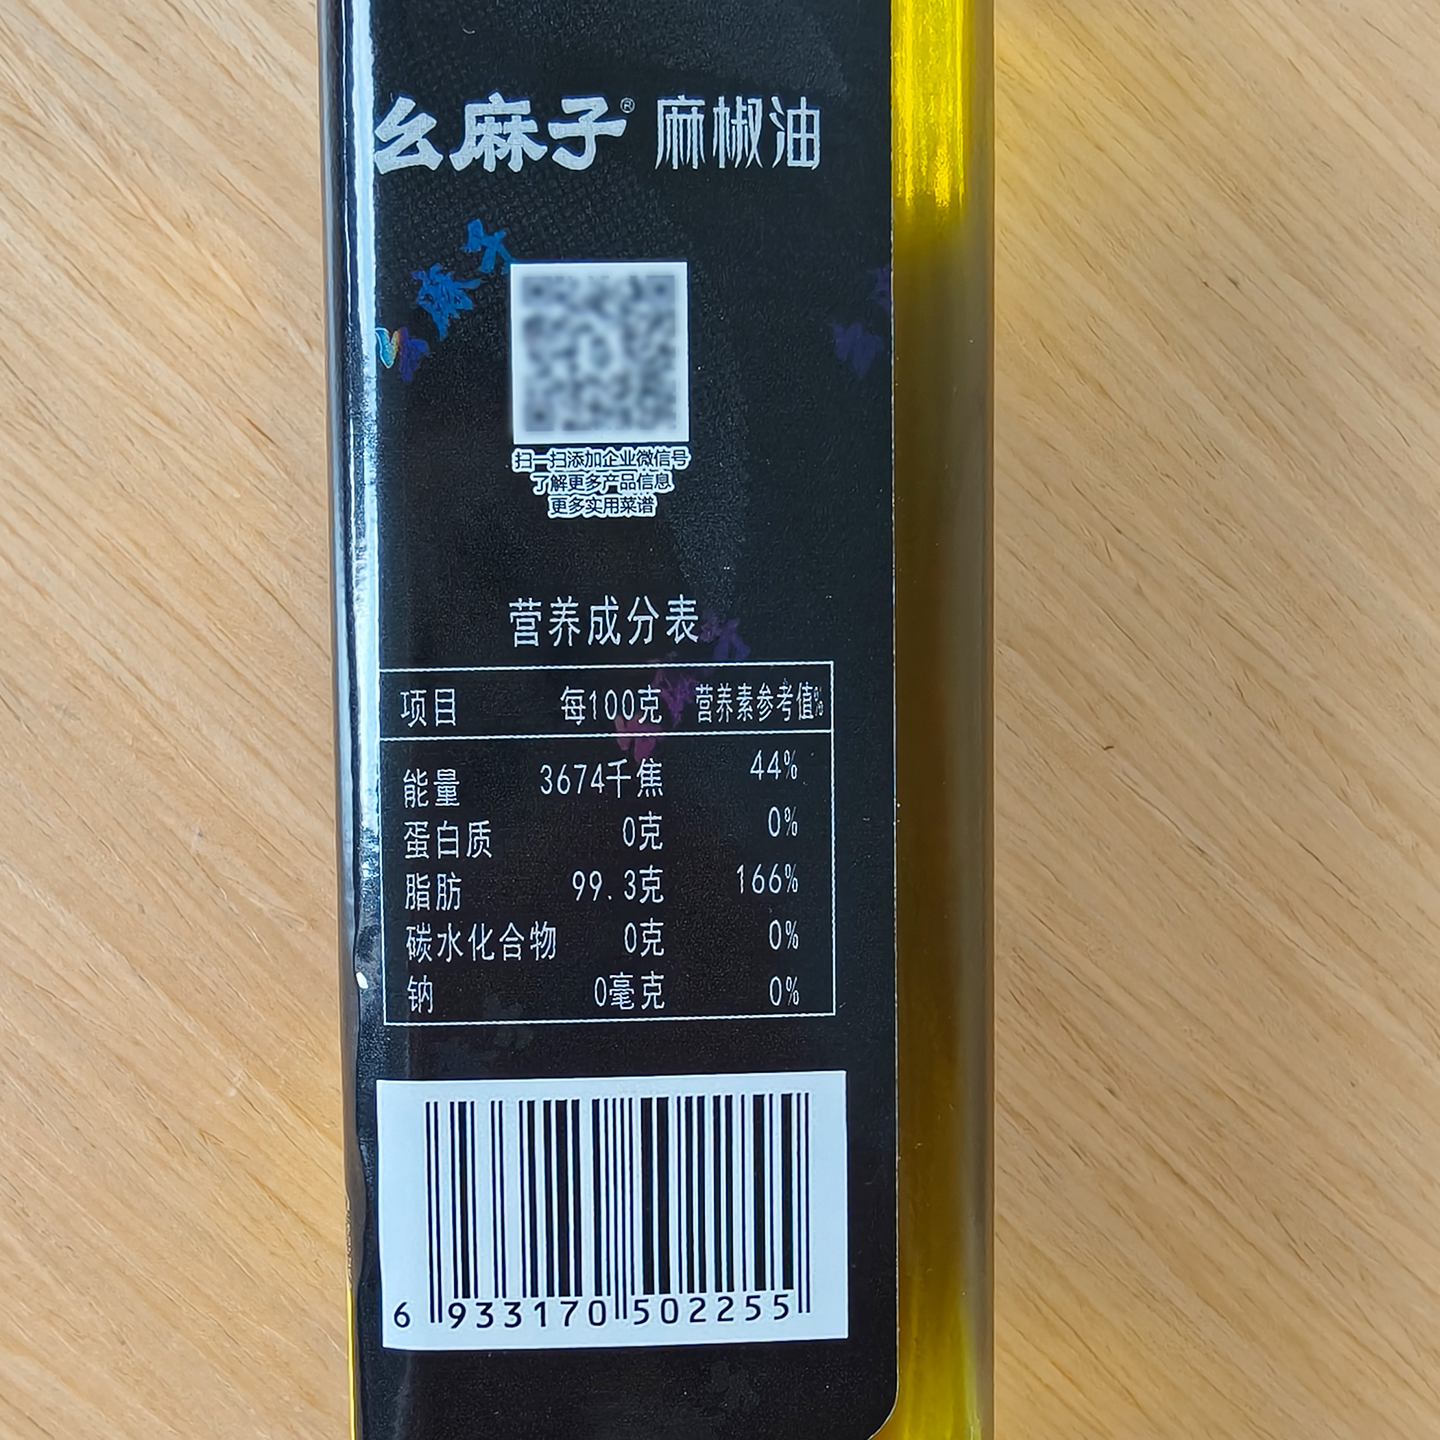 幺麻子® 麻椒油
幺麻子
扫一扫添加企业微信号
了解更多产品信息
更多实用菜谱
营养成分表
项目 每100克 营养素参考值%
能量 3674千焦 44%
蛋白质 0克 0%
脂肪 99.3克 166%
碳水化合物 0克 0%
钠 0毫克 0%
6 933170 502255